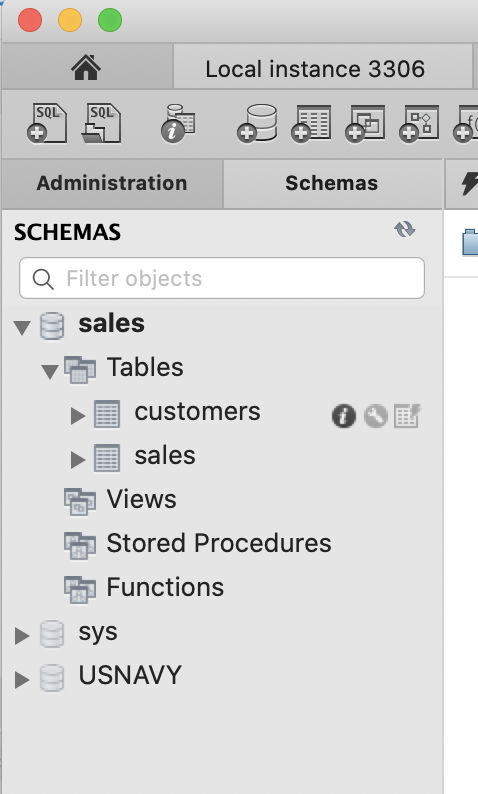 Local instance 3306
SQL SQL
Administration Schemas
SCHEMAS
Filter objects
sales
Tables
customers
sales
Views
Stored Procedures
Functions
sys
USNAVY